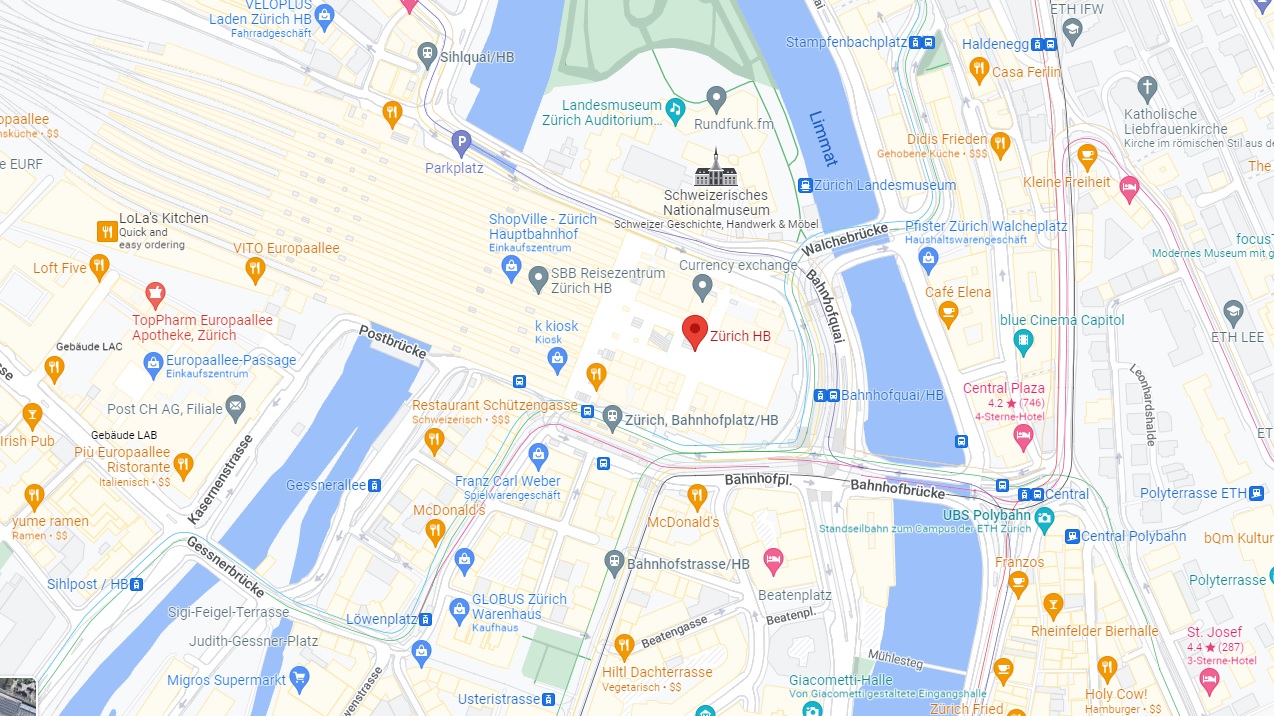 VELOPLUS
Laden Zürich HB
Fahrradgeschäft
ETH IFW
Stampfenbachplatz
Haldenegg
Sihlquai/HB
Casa Ferlin
Landesmuseum
Zürich Auditorium...
Rundfunk.fm
Limmat
Katholische
Liebfrauenkirche
Kirche im römischen Stil aus de
opaallee
nsküche • $$
P
Parkplatz
Didis Frieden
Gehobene Küche • $$$
e EURF
Kleine Freiheit
The
Schweizerisches
Nationalmuseum
Schweizer Geschichte, Handwerk & Möbel
Zürich Landesmuseum
LoLa's Kitchen
Quick and
easy ordering
ShopVille - Zürich
Hauptbahnhof
Einkaufszentrum
Walchebrücke
Pfister Zürich Walcheplatz
Haushaltswarengeschäft
focusT
Modernes Museum mit g
VITO Europaallee
Loft Five
SBB Reisezentrum
Zürich HB
Currency exchange
Bahnhofquai
Café Elena
TopPharm Europaallee
Apotheke, Zürich
Postbrücke
k kiosk
Kiosk
Zürich HB
blue Cinema Capitol
ETH LEE
Gebäude LAC
Europaallee-Passage
Einkaufszentrum
sse
Leonhardshalde
Central Plaza
4.2 ★ (746)
4-Sterne-Hotel
Bahnhofquai/HB
Post CH AG, Filiale
Restaurant Schützengasse
Schweizerisch • $$$
Zürich, Bahnhofplatz/HB
Irish Pub
Gebäude LAB
ET
Più Europaallee
Ristorante
Italienisch • $$
Kasernenstrasse
Gessnerallee
Franz Carl Weber
Spielwarengeschäft
Bahnhofpl.
Bahnhofbrücke
Central
Polyterrasse ETH
yume ramen
Ramen • $$
McDonald's
McDonald's
UBS Polybahn
Standseilbahn zum Campus der ETH Zürich
Central Polybahn
bQm Kultur
Gessnerbrücke
Bahnhofstrasse/HB
Franzos
Sihlpost / HB
Polyterrasse
Beatenplatz
GLOBUS Zürich
Warenhaus
Kaufhaus
Sigi-Feigel-Terrasse
Löwenplatz
Beatengasse
Beatenpl.
Rheinfelder Bierhalle
Judith-Gessner-Platz
St. Josef
4.4 ★ (287)
3-Sterne-Hotel
Mühlesteg
Migros Supermarkt
wenstrasse
Hiltl Dachterrasse
Vegetarisch • $$
Giacometti-Halle
Von Giacometti gestaltete Eingangshalle
Holy Cow!
Hamburger • $$
Usteristrasse
Zürich Fried